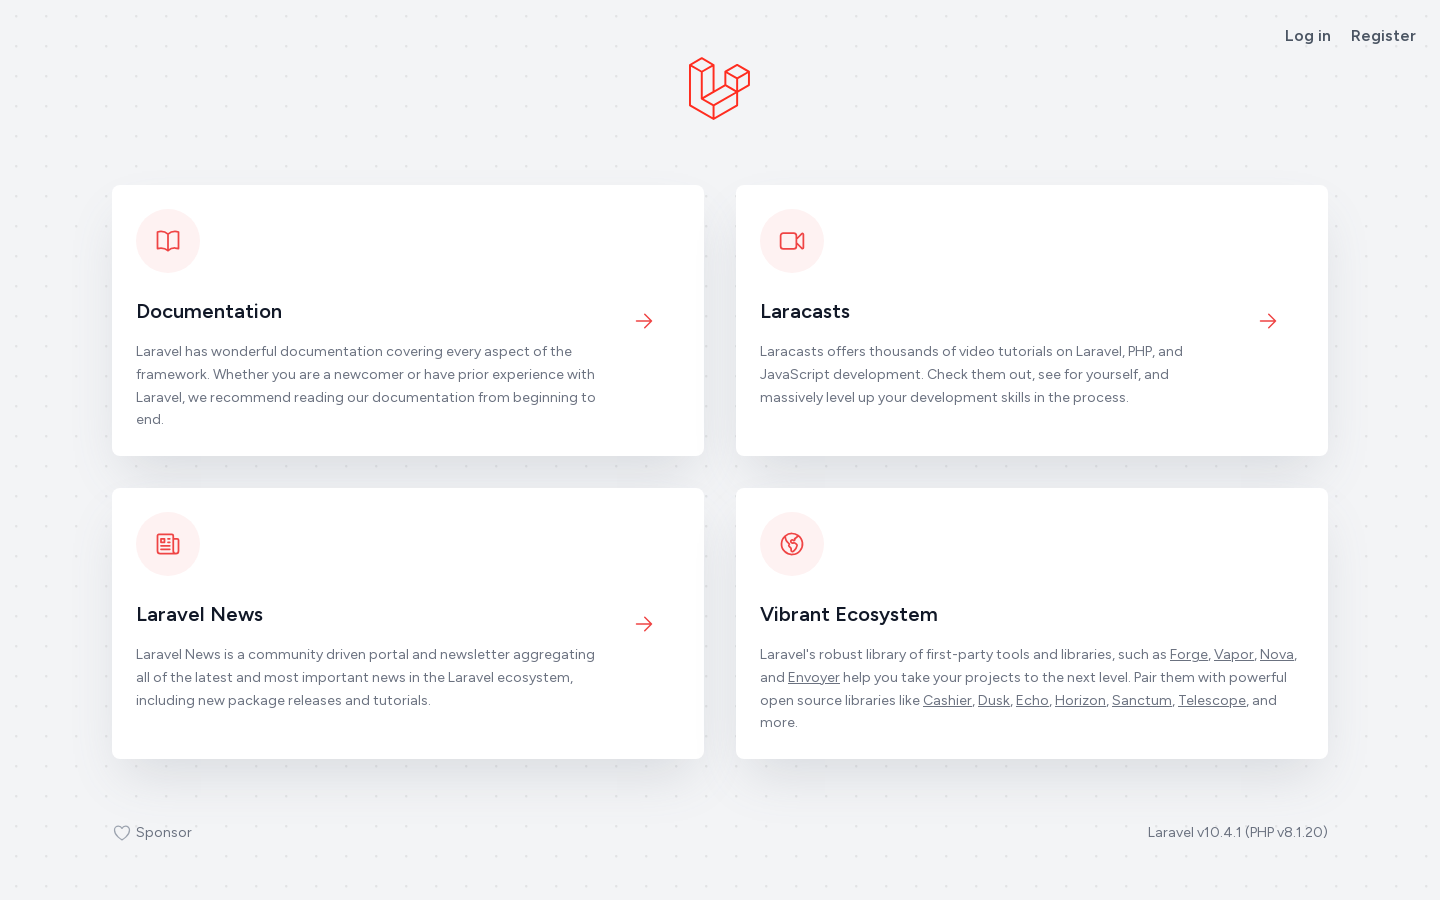 Log in Register
Documentation
Laravel has wonderful documentation covering every aspect of the
framework. Whether you are a newcomer or have prior experience with
Laravel, we recommend reading our documentation from beginning to
end.
Laracasts
Laracasts offers thousands of video tutorials on Laravel, PHP, and
JavaScript development. Check them out, see for yourself, and
massively level up your development skills in the process.
Laravel News
Laravel News is a community driven portal and newsletter aggregating
all of the latest and most important news in the Laravel ecosystem,
including new package releases and tutorials.
Vibrant Ecosystem
Laravel's robust library of first-party tools and libraries, such as Forge, Vapor, Nova,
and Envoyer help you take your projects to the next level. Pair them with powerful
open source libraries like Cashier, Dusk, Echo, Horizon, Sanctum, Telescope, and
more.
Sponsor
Laravel v10.4.1 (PHP v8.1.20)